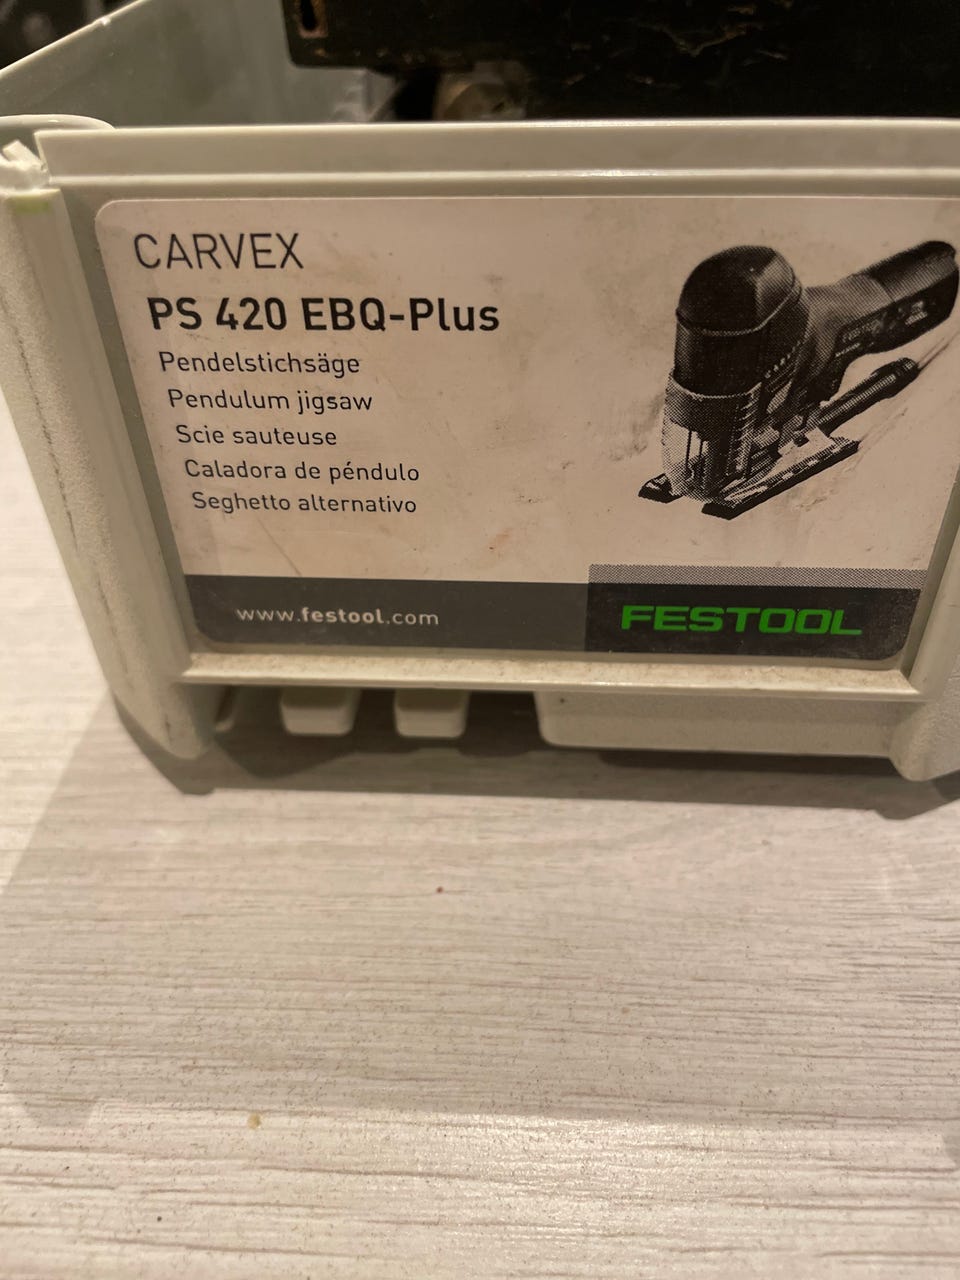 CARVEX
PS 420 EBQ-Plus
Pendelstichsäge
Pendulum jigsaw
Scie sauteuse
Caladora de péndulo
Seghetto alternativo
www.festool.com
FESTOOL